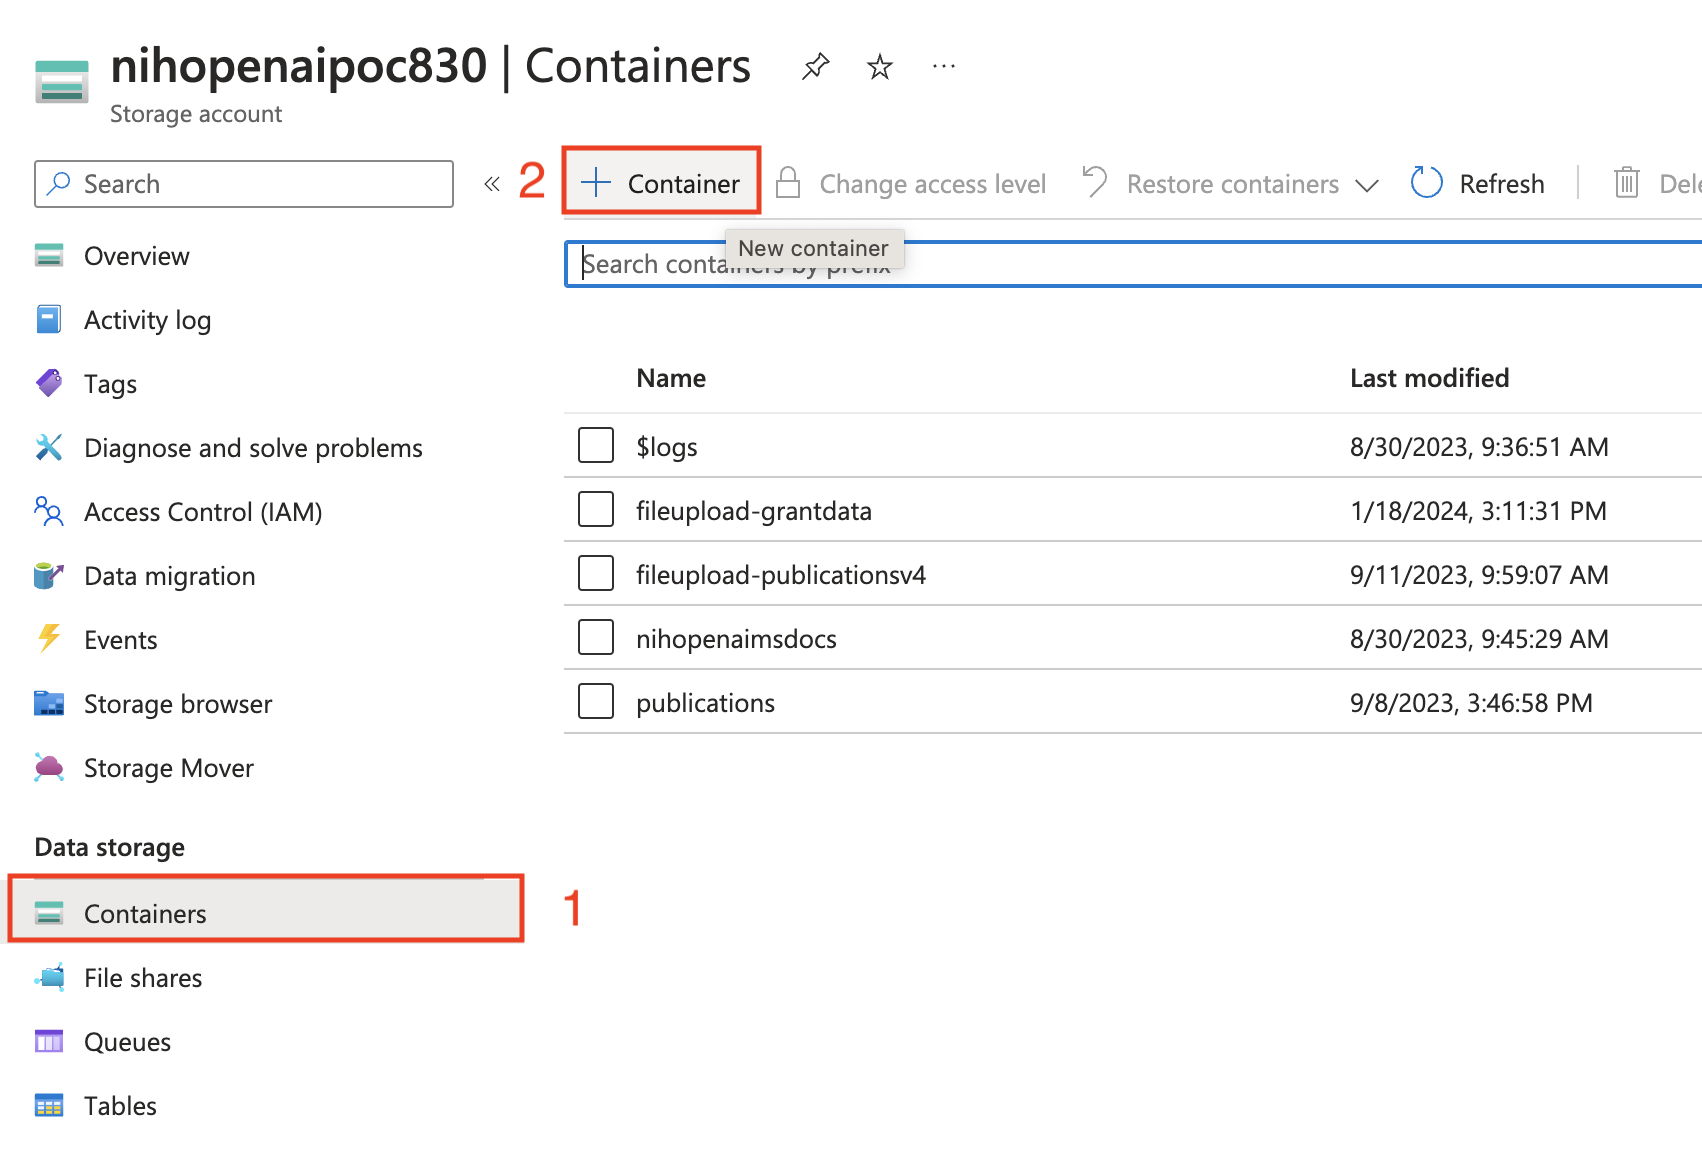 nihopenaipoc830 | Containers
Storage account
Search
«
2
Container
Change access level
Restore containers
Refresh
Dele
New container
Search containers by prefix
Overview
Activity log
Tags
Diagnose and solve problems
Access Control (IAM)
Data migration
Events
Storage browser
Storage Mover
Data storage
Containers
1
File shares
Queues
Tables
Name Last modified
$logs 8/30/2023, 9:36:51 AM
fileupload-grantdata 1/18/2024, 3:11:31 PM
fileupload-publicationsv4 9/11/2023, 9:59:07 AM
nihopenaimsdocs 8/30/2023, 9:45:29 AM
publications 9/8/2023, 3:46:58 PM